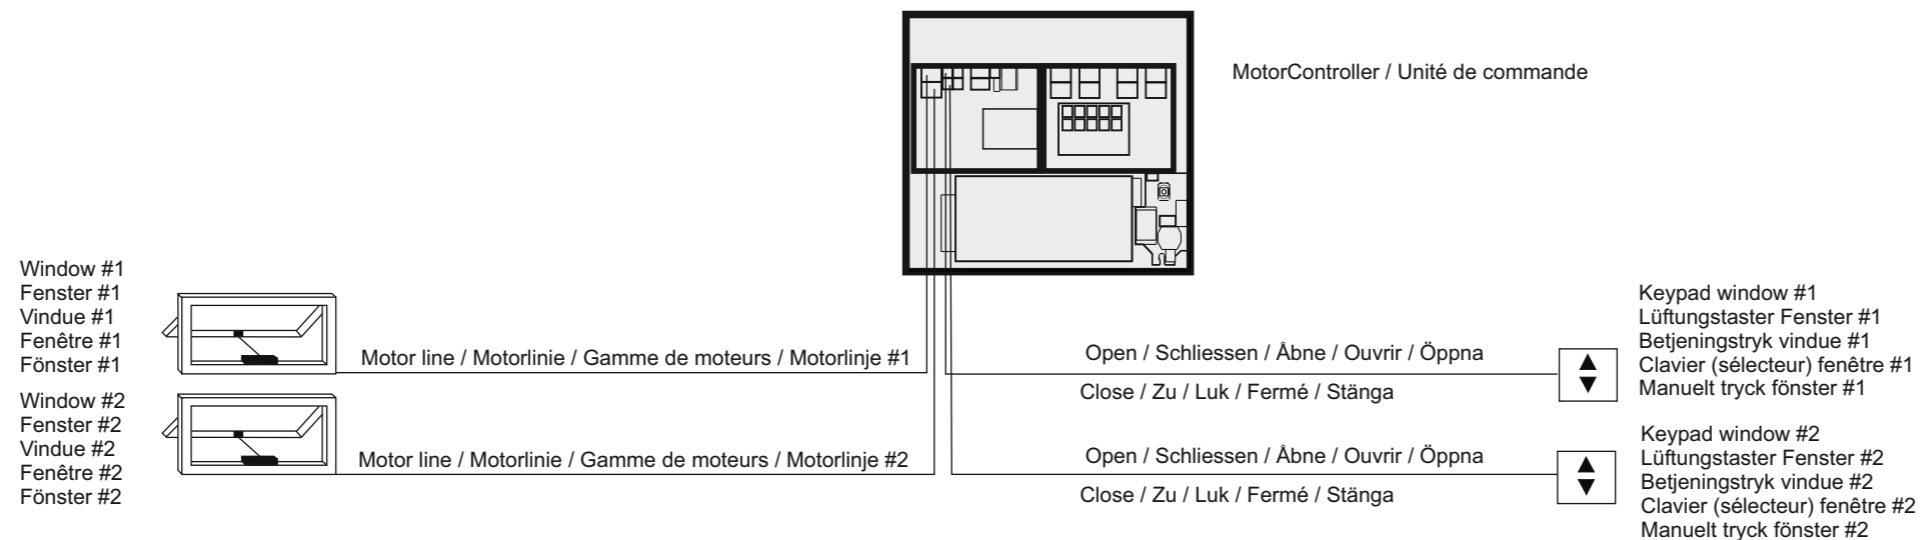 MotorController / Unité de commande
Window #1
Fenster #1
Vindue #1
Fenêtre #1
Fönster #1
Motor line / Motorlinie / Gamme de moteurs / Motorlinje #1
Open / Schliessen / Åbne / Ouvrir / Öppna
Close / Zu / Luk / Fermé / Stänga
Keypad window #1
Lüftungstaster Fenster #1
Betjeningstryk vindue #1
Clavier (sélecteur) fenêtre #1
Manuelt tryck fönster #1
Window #2
Fenster #2
Vindue #2
Fenêtre #2
Fönster #2
Motor line / Motorlinie / Gamme de moteurs / Motorlinje #2
Open / Schliessen / Åbne / Ouvrir / Öppna
Close / Zu / Luk / Fermé / Stänga
Keypad window #2
Lüftungstaster Fenster #2
Betjeningstryk vindue #2
Clavier (sélecteur) fenêtre #2
Manuelt tryck fönster #2